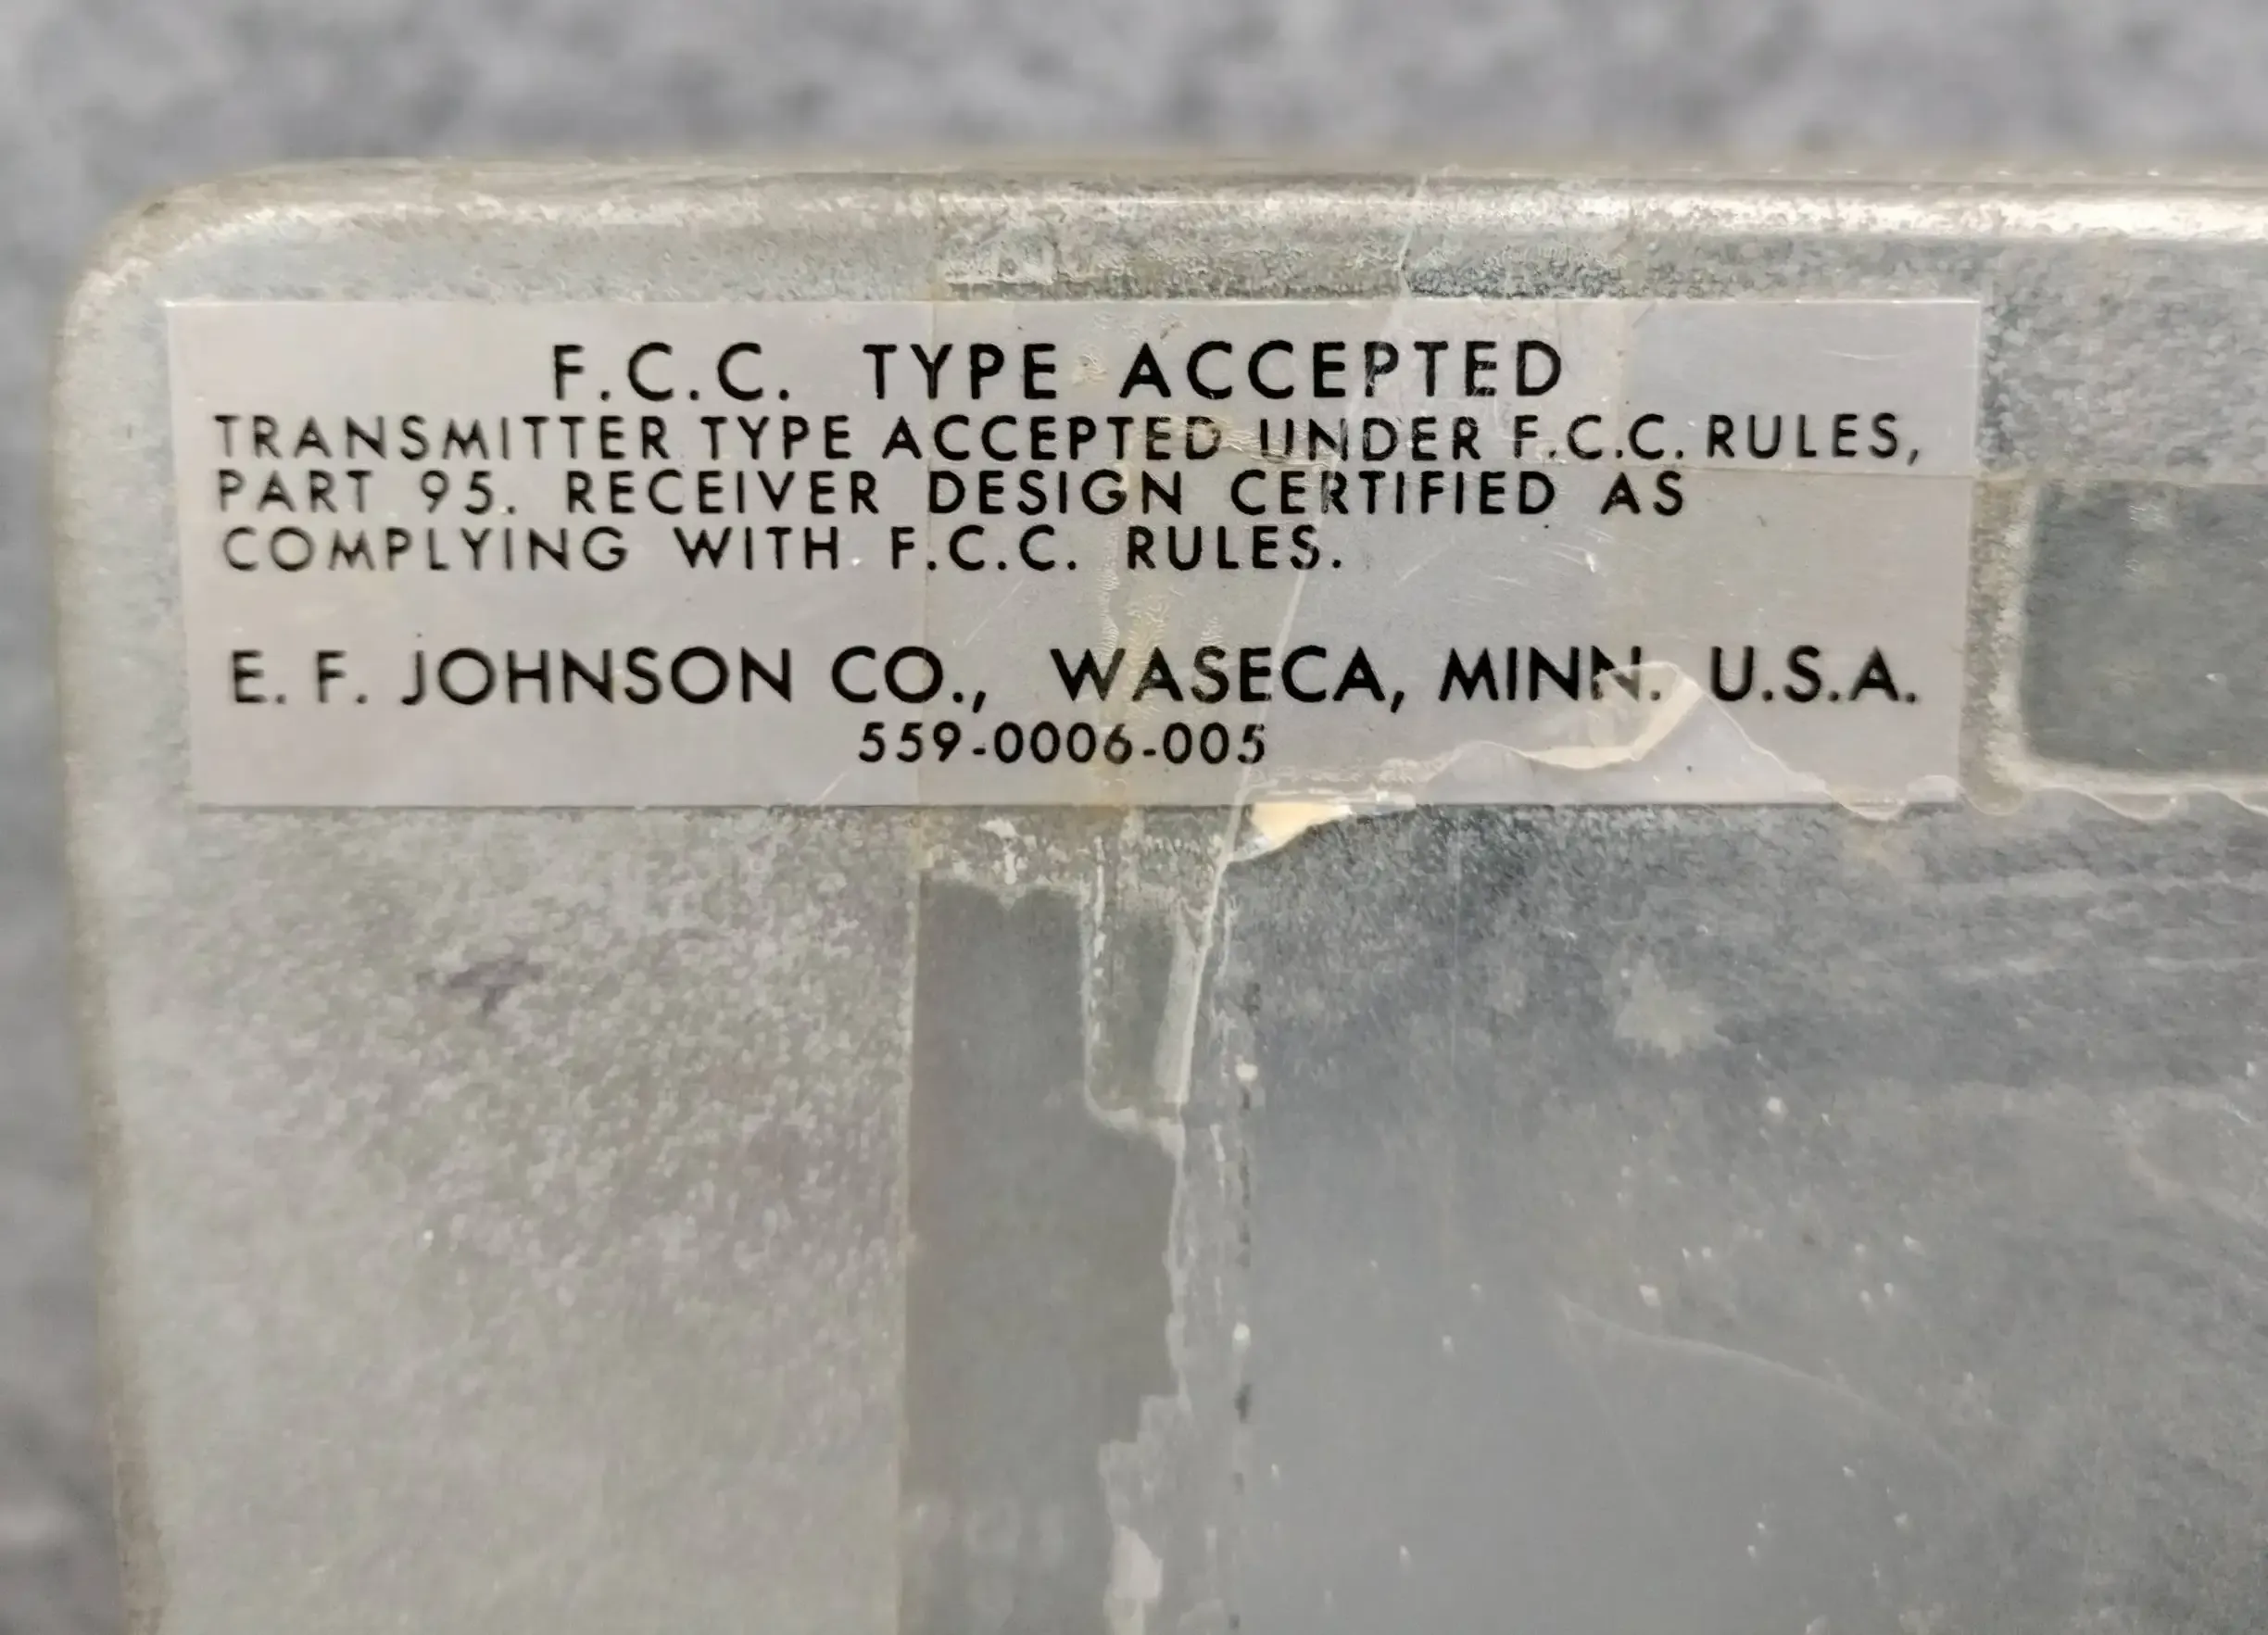 F.C.C. TYPE ACCEPTED
TRANSMITTER TYPE ACCEPTED UNDER F.C.C. RULES,
PART 95. RECEIVER DESIGN CERTIFIED AS
COMPLYING WITH F.C.C. RULES.
E. F. JOHNSON CO., WASECA, MINN. U.S.A.
559-0006-005